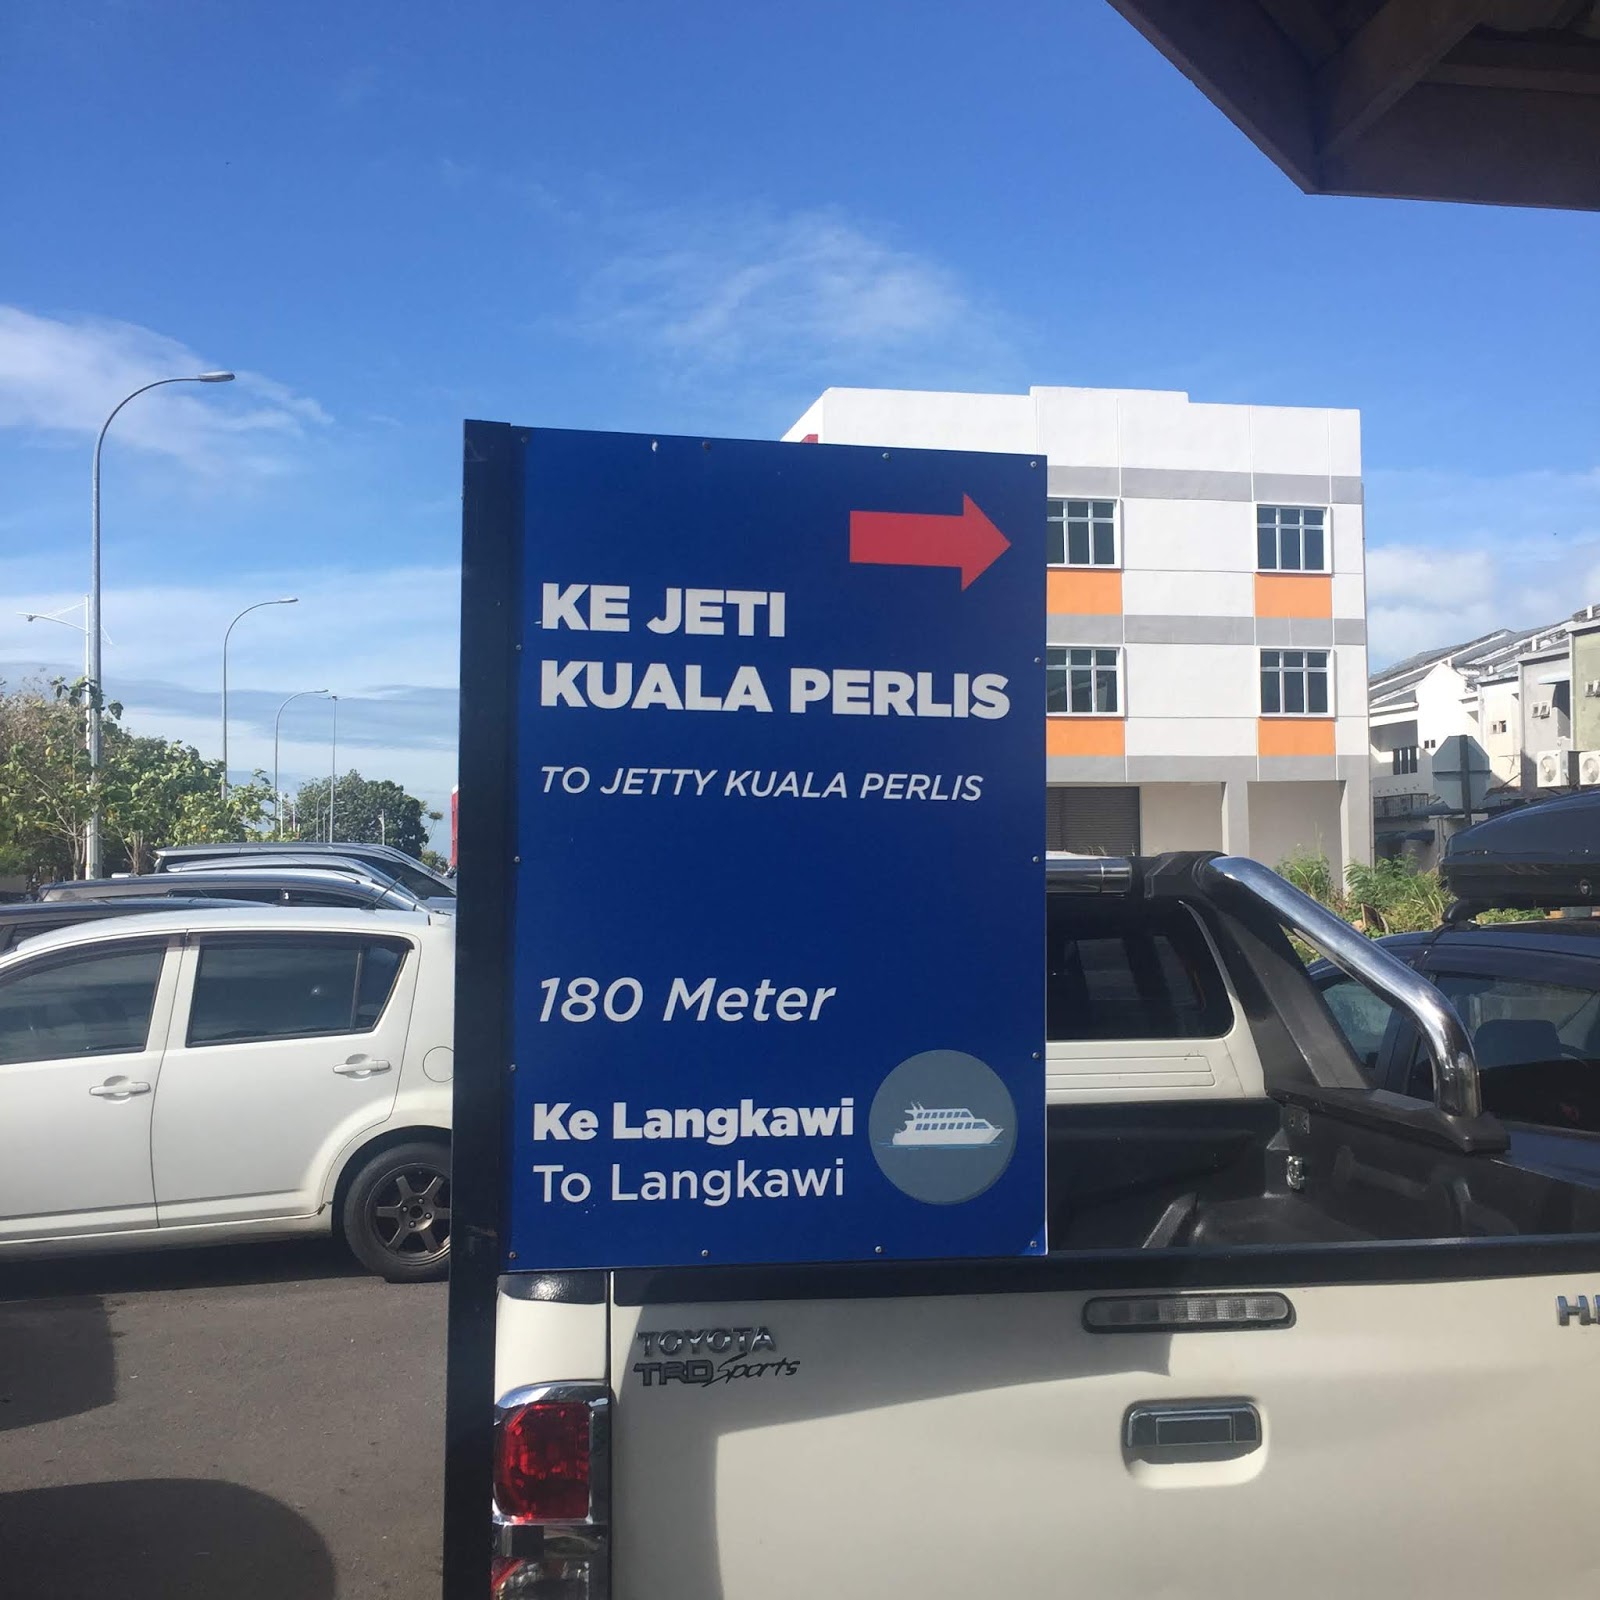 KE JETI
KUALA PERLIS
TO JETTY KUALA PERLIS
180 Meter
Ke Langkawi
To Langkawi
TOYOTA
TRD Sports